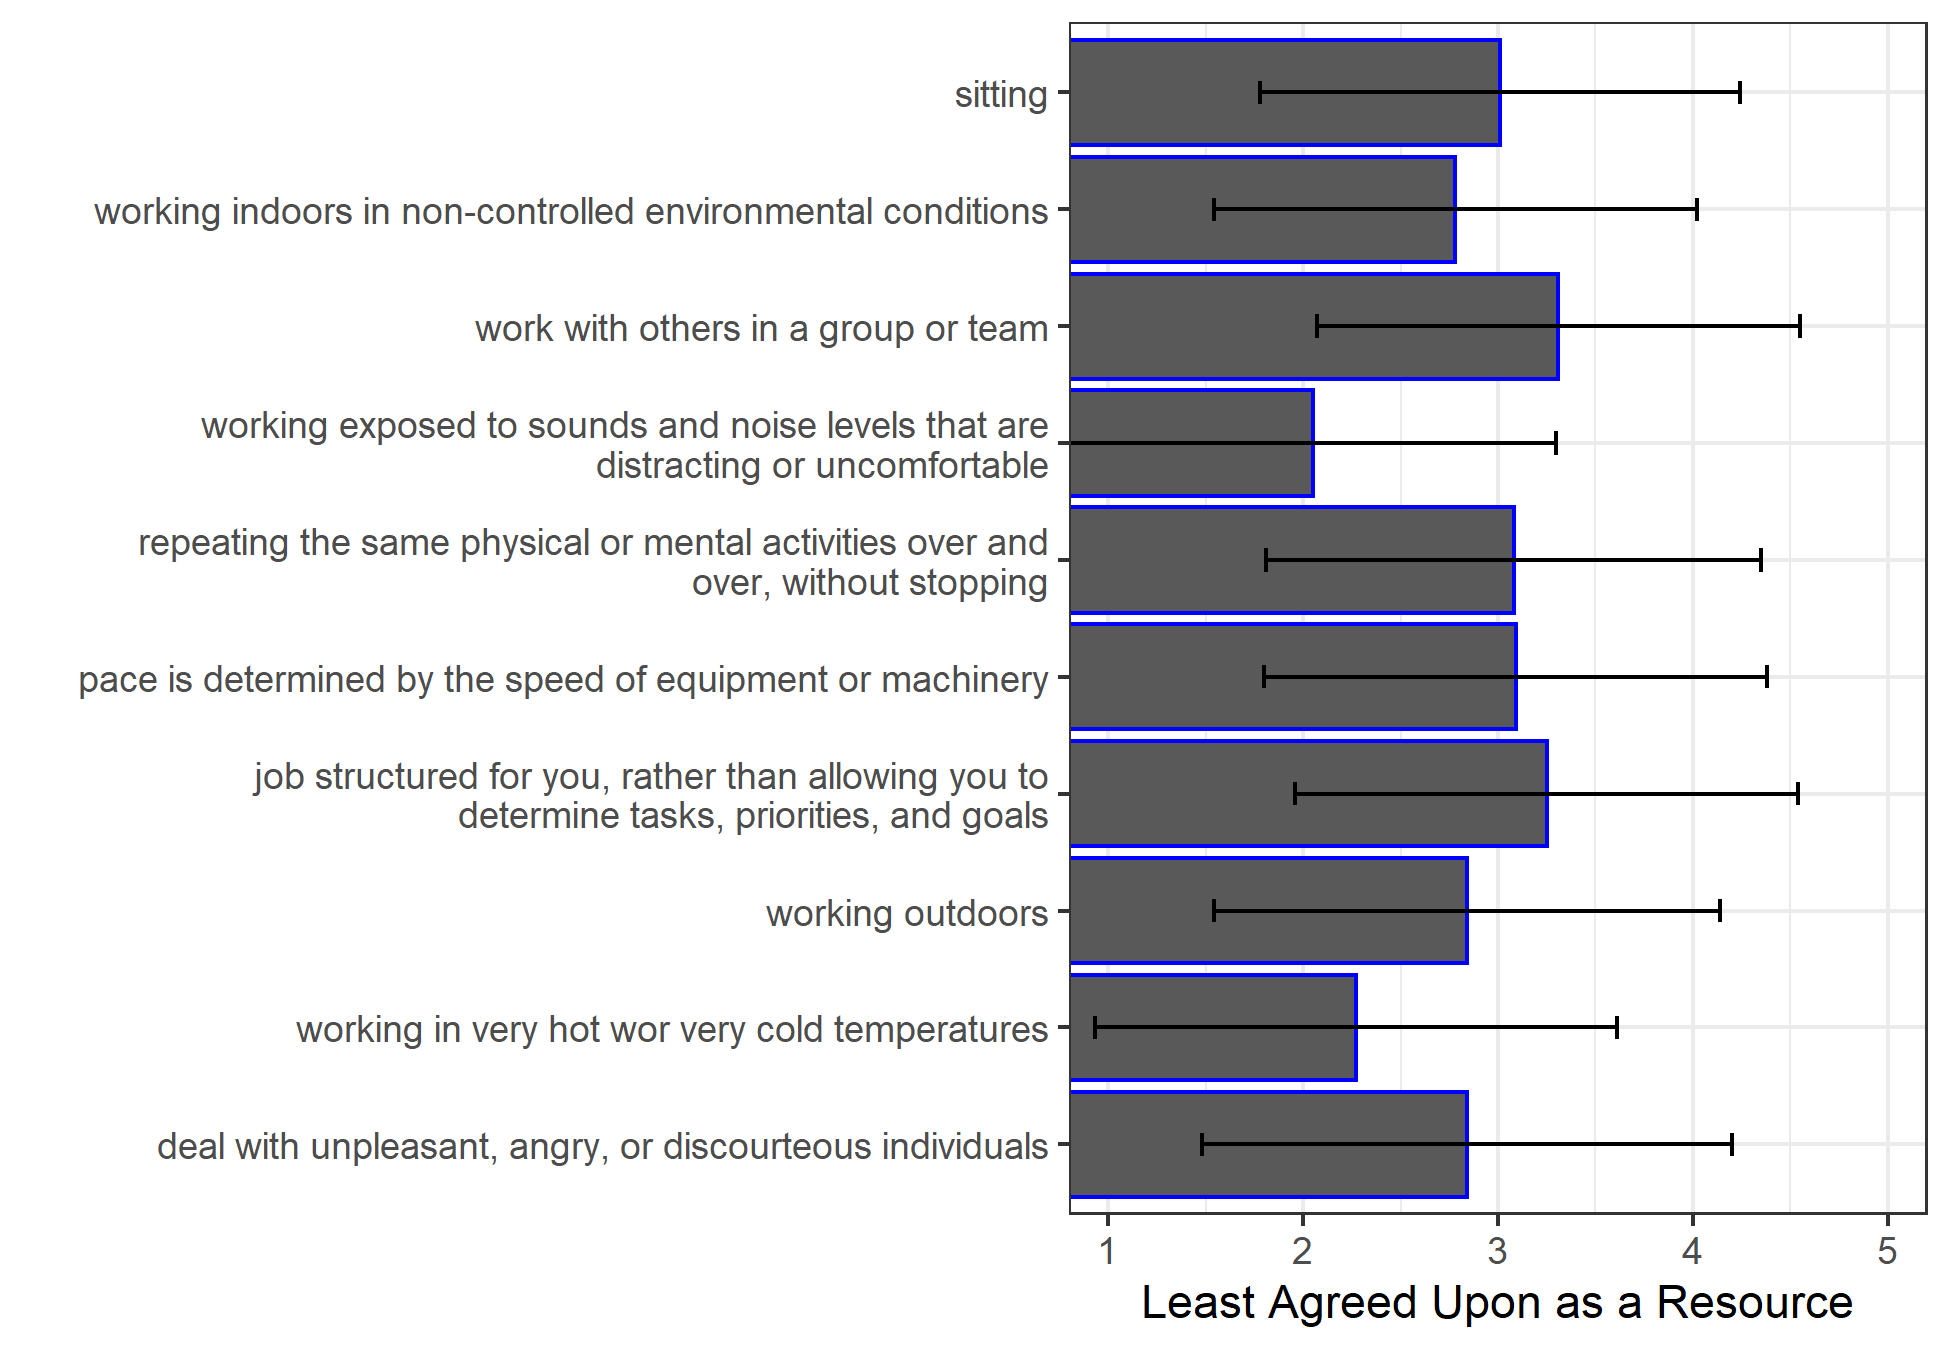 sitting
working indoors in non-controlled environmental conditions
work with others in a group or team
working exposed to sounds and noise levels that are
distracting or uncomfortable
repeating the same physical or mental activities over and
over, without stopping
pace is determined by the speed of equipment or machinery
job structured for you, rather than allowing you to
determine tasks, priorities, and goals
working outdoors
working in very hot wor very cold temperatures
deal with unpleasant, angry, or discourteous individuals
1 2 3 4 5
Least Agreed Upon as a Resource